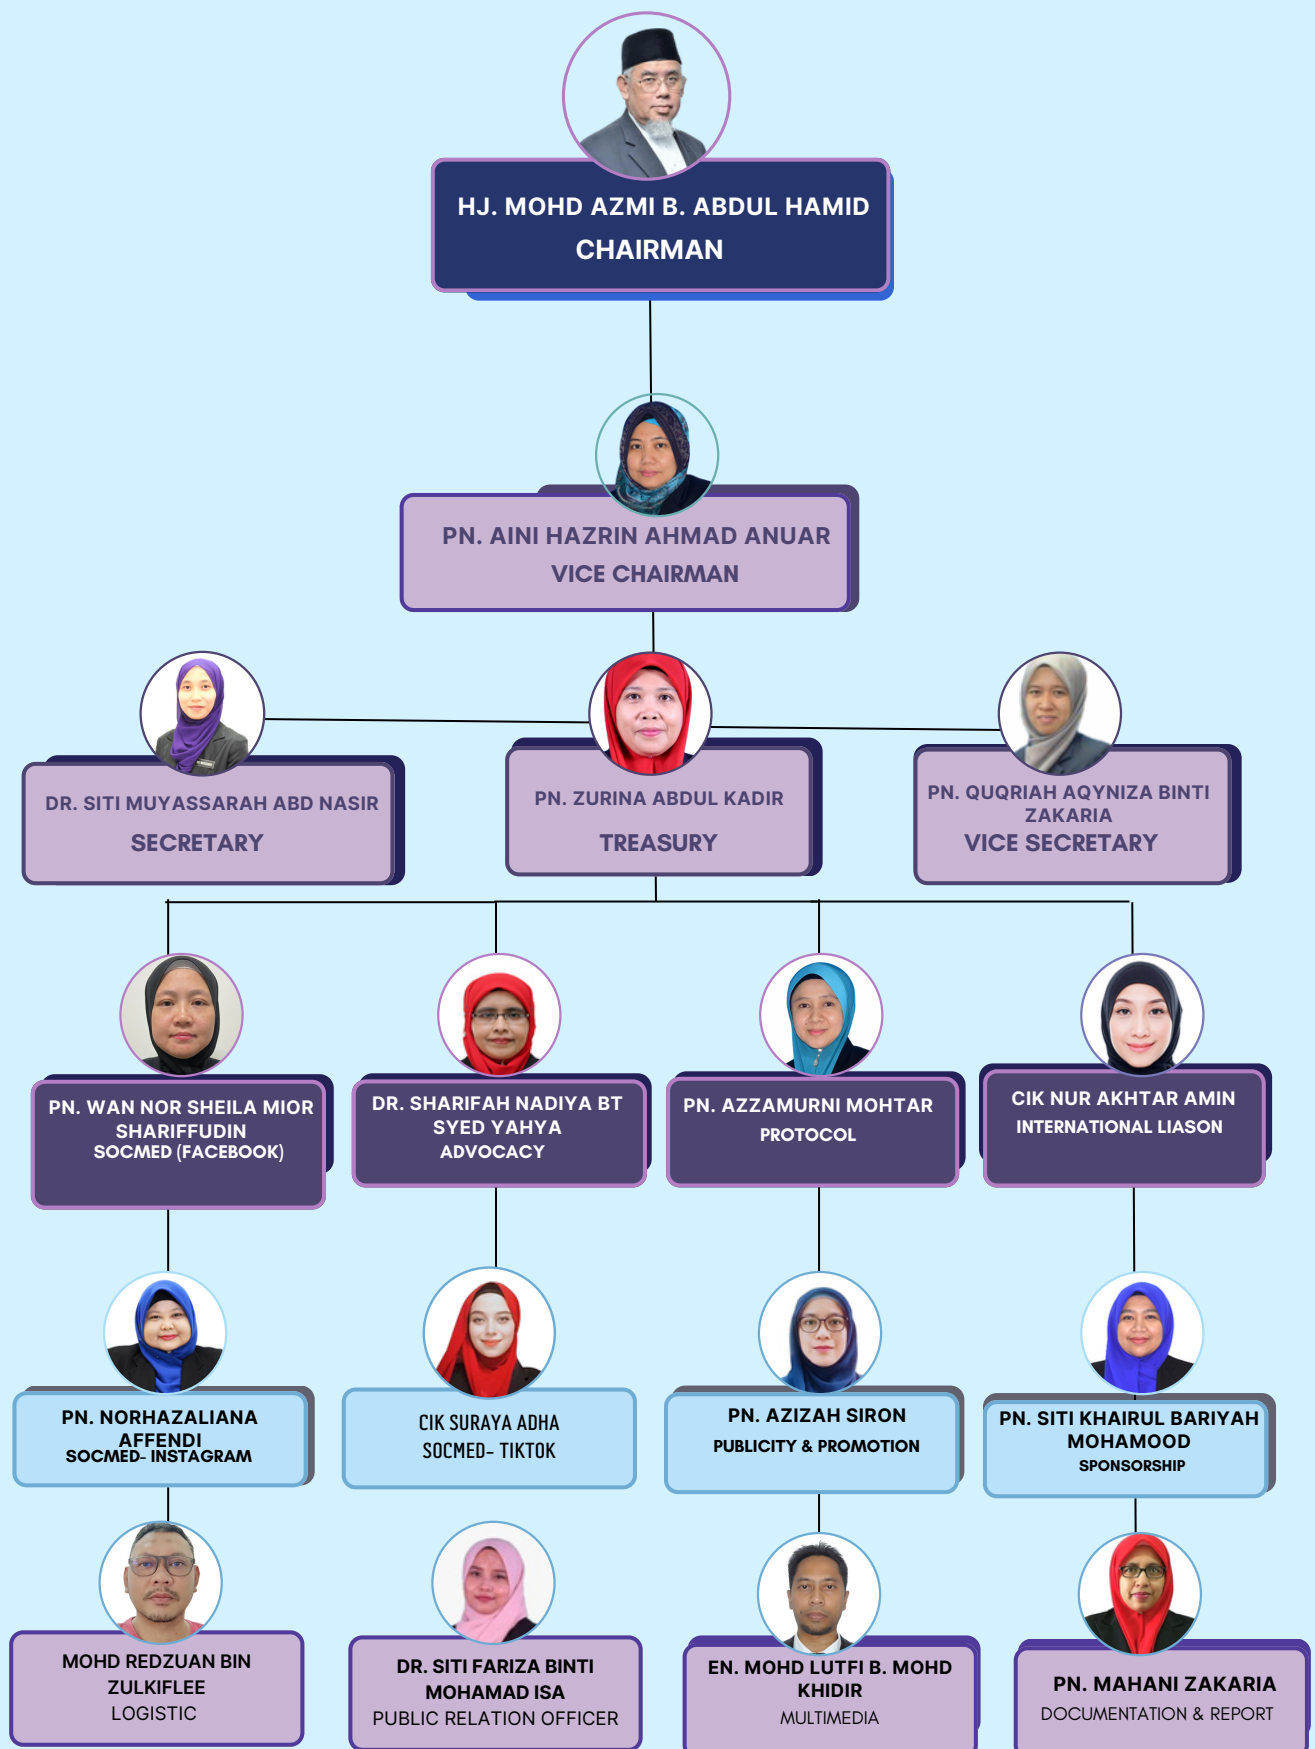 HJ. MOHD AZMI B. ABDUL HAMID
CHAIRMAN
PN. AINI HAZRIN AHMAD ANUAR
VICE CHAIRMAN
DR. SITI MUYASSARAH ABD NASIR
SECRETARY
PN. ZURINA ABDUL KADIR
TREASURY
PN. QUQRIAH AQYNIZA BINTI
ZAKARIA
VICE SECRETARY
PN. WAN NOR SHEILA MIOR
SHARIFFUDIN
SOCMED (FACEBOOK)
DR. SHARIFAH NADIYA BT
SYED YAHYA
ADVOCACY
PN. AZZAMURNI MOHTAR
PROTOCOL
CIK NUR AKHTAR AMIN
INTERNATIONAL LIASON
PN. NORHAZALIANA
AFFENDI
SOCMED- INSTAGRAM
CIK SURAYA ADHA
SOCMED- TIKTOK
PN. AZIZAH SIRON
PUBLICITY & PROMOTION
PN. SITI KHAIRUL BARIYAH
MOHAMOOD
SPONSORSHIP
MOHD REDZUAN BIN
ZULKIFLEE
LOGISTIC
DR. SITI FARIZA BINTI
MOHAMAD ISA
PUBLIC RELATION OFFICER
EN. MOHD LUTFI B. MOHD
KHIDIR
MULTIMEDIA
PN. MAHANI ZAKARIA
DOCUMENTATION & REPORT